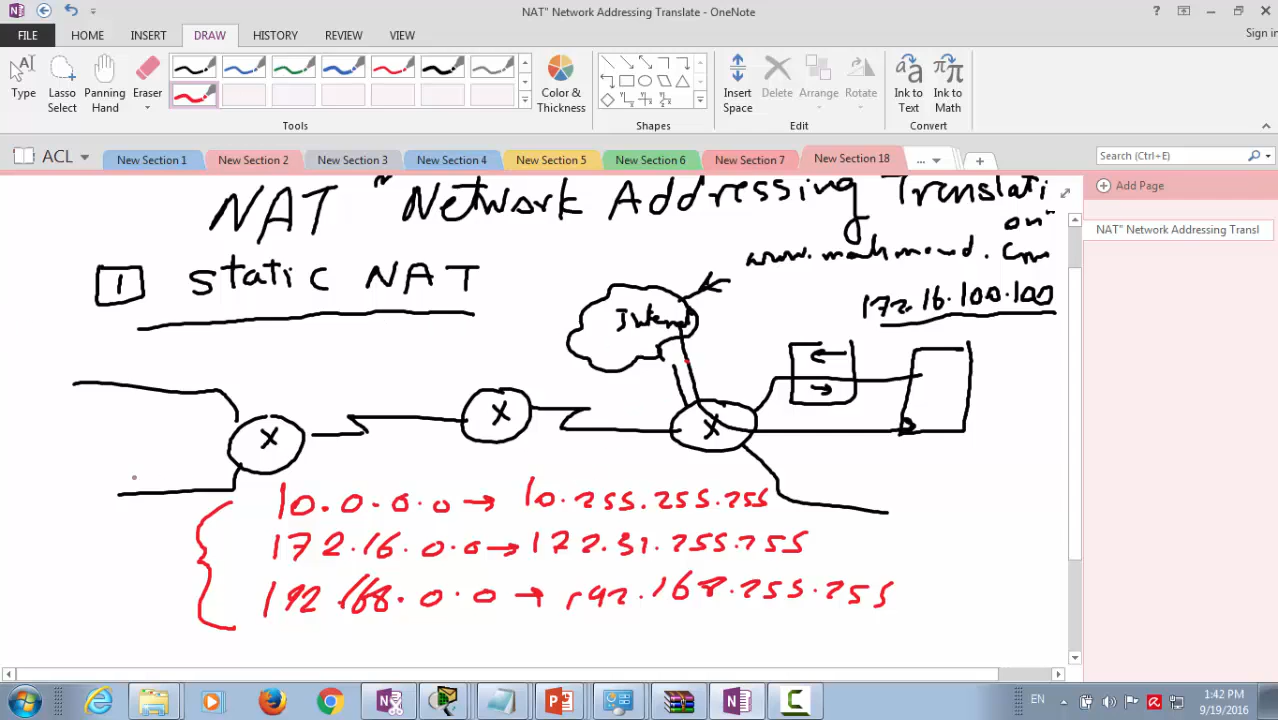 NAT" Network Addressing Translate - OneNote
? 
Sign in
FILE HOME INSERT DRAW HISTORY REVIEW VIEW
Type
Lasso Select
Panning Hand
Eraser
Color & Thickness
Insert Space
Delete
Arrange
Rotate
Ink to Text
Ink to Math
Tools
Shapes
Edit
Convert
ACL
New Section 1
New Section 2
New Section 3
New Section 4
New Section 5
New Section 6
New Section 7
New Section 18
...
Search (Ctrl+E)
Add Page
NAT" Network Addressing Transl
NAT "Network Addressing Translati
on"
www.mahmoud.Com
1 static NAT
172.16.100.100
Internet
X
X
X
10.0.0.0 → 10.255.255.255
172.16.0.0 → 172.31.255.255
192.168.0.0 → 192.168.255.255
EN
1:42 PM
9/19/2016